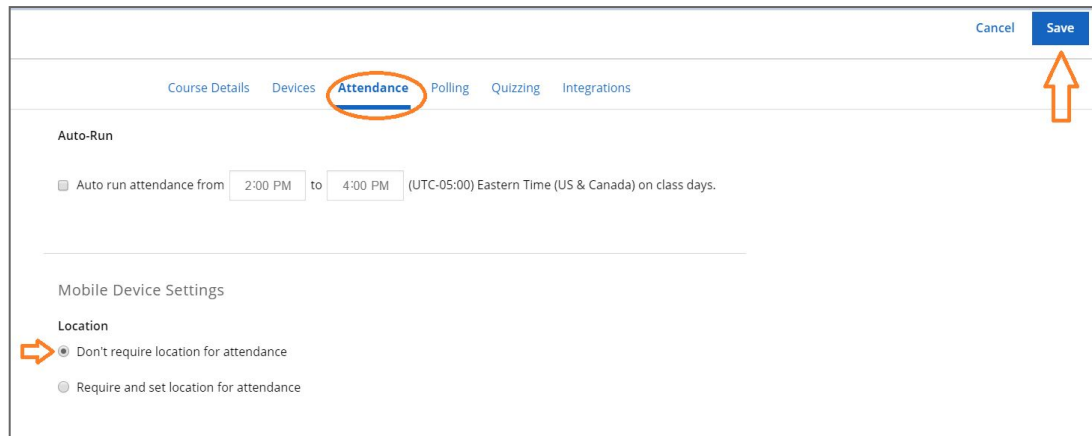 Cancel Save
Course Details Devices Attendance Polling Quizzing Integrations
Auto-Run
Auto run attendance from 2:00 PM to 4:00 PM (UTC-05:00) Eastern Time (US & Canada) on class days.
Mobile Device Settings
Location
Don't require location for attendance
Require and set location for attendance